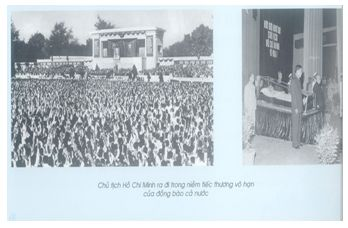 Chủ tịch Hồ Chí Minh ra đi trong niềm tiếc thương vô hạn
của đồng bào cả nước